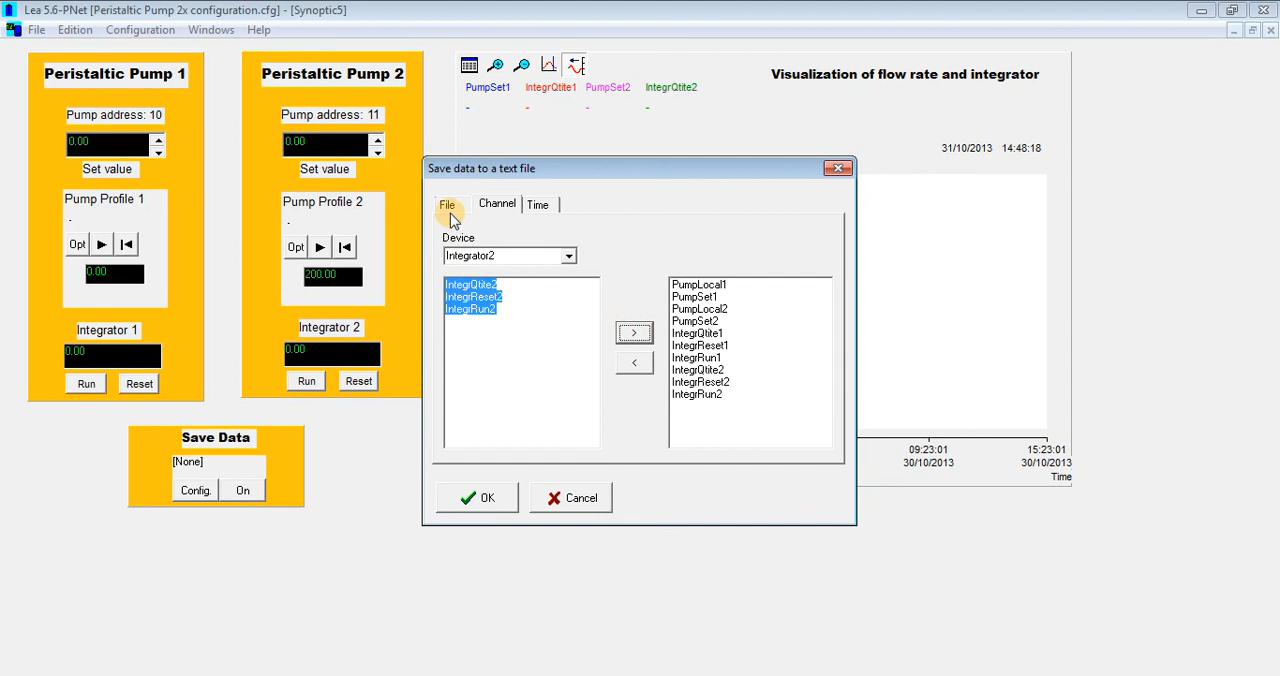 Lea 5.6-PNet [Peristaltic Pump 2x configuration.cfg] - [Synoptic5]
File Edition Configuration Windows Help
Peristaltic Pump 1
Pump address: 10
0.00
Set value
Pump Profile 1
-
Opt
0.00
Integrator 1
0.00
Run Reset
Peristaltic Pump 2
Pump address: 11
0.00
Set value
Pump Profile 2
-
Opt
200.00
Integrator 2
0.00
Run Reset
Save Data
[None]
Config. On
Visualization of flow rate and integrator
PumpSet1 IntegrQtite1 PumpSet2 IntegrQtite2
- - - -
31/10/2013 14:48:18
09:23:01 15:23:01
30/10/2013 30/10/2013
Time
Save data to a text file
File Channel Time
Device
Integrator2
IntegrQtite2
IntegrReset2
IntegrRun2
>
<
PumpLocal1
PumpSet1
PumpLocal2
PumpSet2
IntegrQtite1
IntegrReset1
IntegrRun1
IntegrQtite2
IntegrReset2
IntegrRun2
OK Cancel